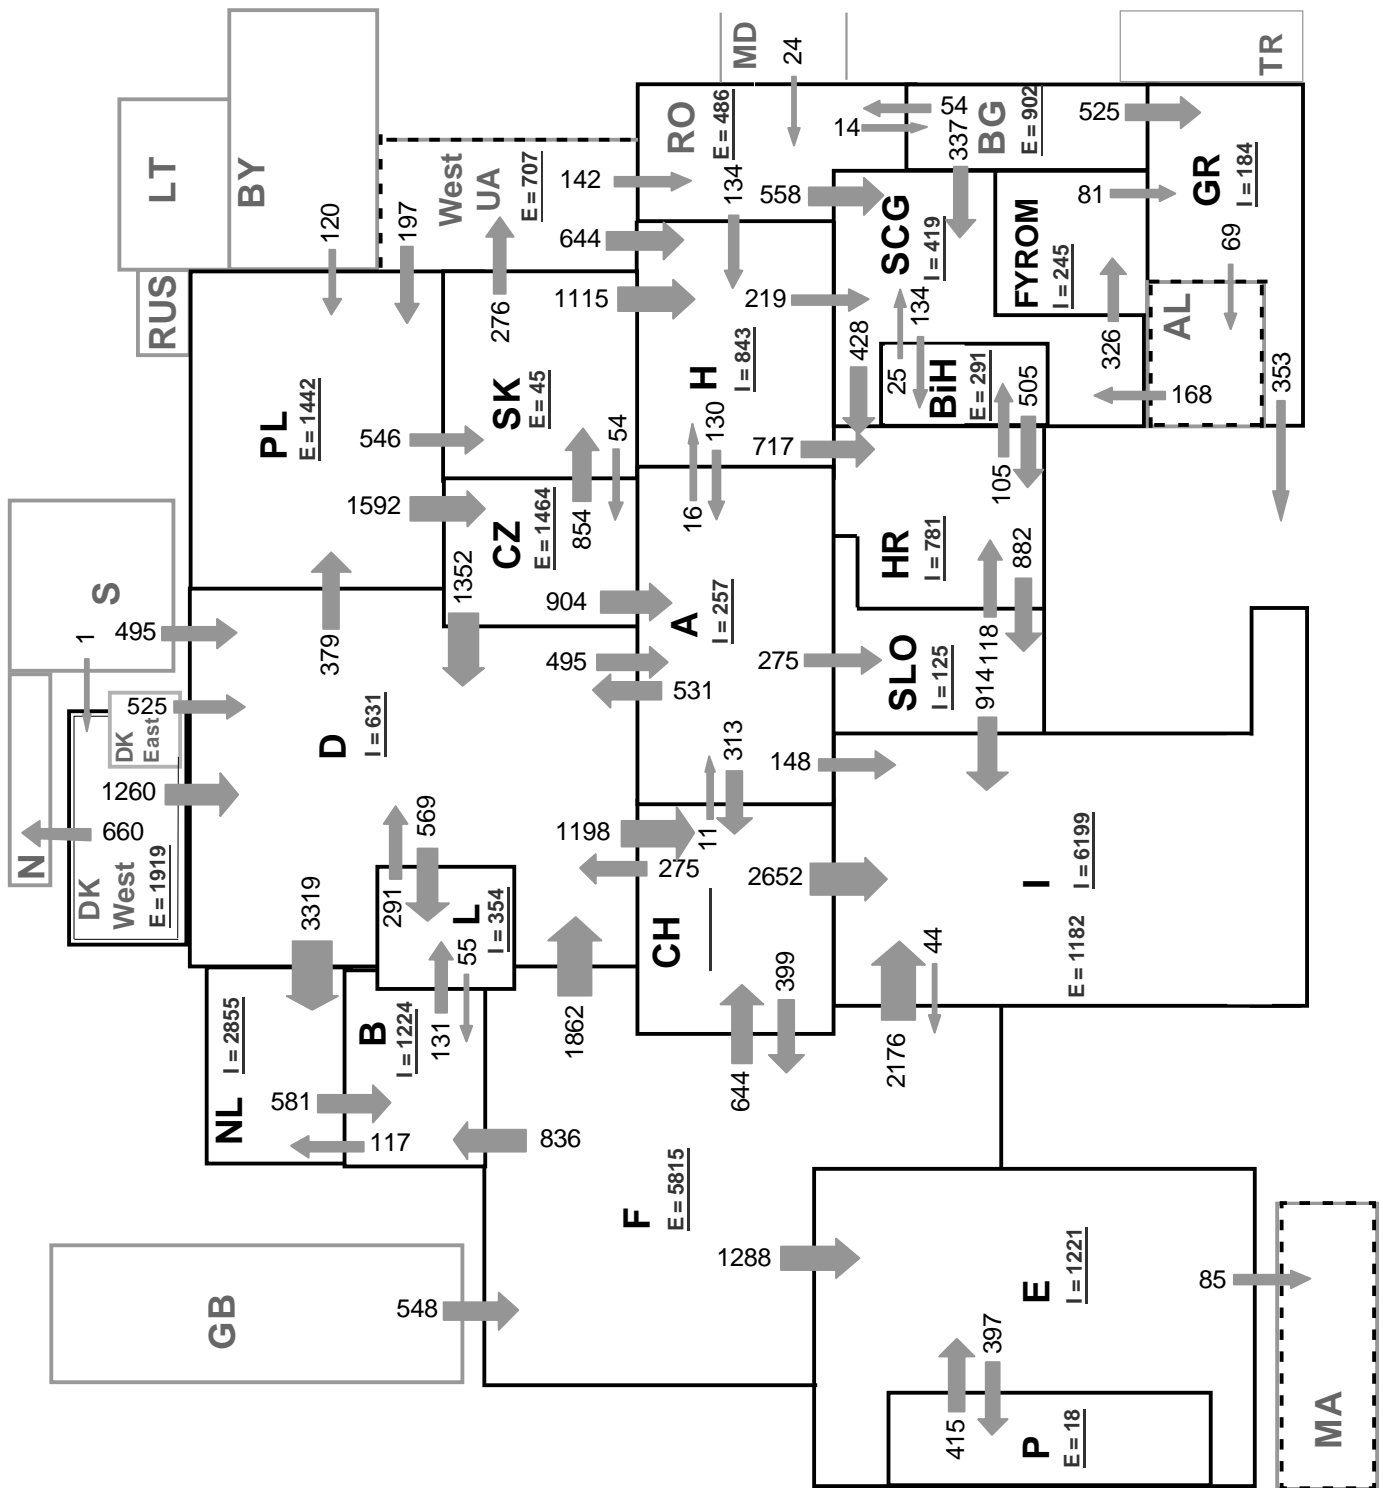 MD
24
TR
LT
BY
RO
E = 486
54
14
337
BG
E = 902
525
West
UA
E = 707
142
134
558
SCG
I = 419
81
GR
I = 184
FYROM
I = 245
69
120
197
644
RUS
276
1115
219
134
25
428
326
AL
168
353
PL
E = 1442
SK
E = 45
H
I = 843
BiH
E = 291
505
546
54
130
717
105
1592
CZ
E = 1464
854
16
HR
I = 781
882
S
1
495
379
1352
904
A
I = 257
495
531
275
SLO
I = 125
914
118
525
DK
East
D
I = 631
313
148
1260
660
N
DK
West
E = 1919
569
291
1198
275
11
2652
I
I = 6199
E = 1182
3319
L
I = 354
55
CH
399
44
NL
I = 2855
B
I = 1224
131
1862
644
2176
581
117
836
F
E = 5815
1288
E
I = 1221
85
GB
548
397
415
P
E = 18
MA